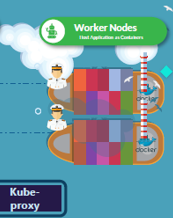 Worker Nodes
Host Application as Containers
docker
docker
Kube-
proxy